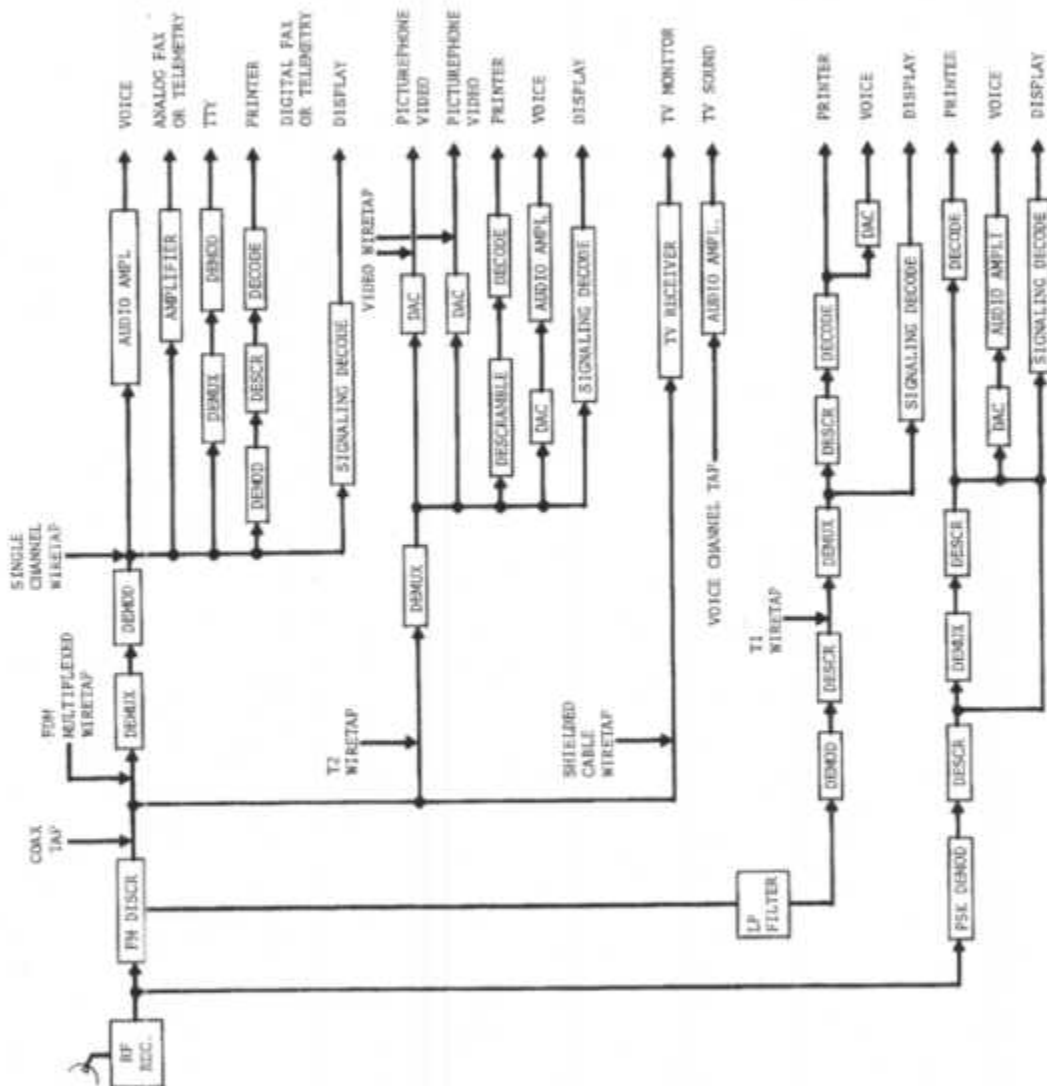 RF
REC.
FM DISCR
COAX
TAP
FDM
MULTIPLEXED
WIRETAP
DEMUX
DEMOD
SINGLE
CHANNEL
WIRETAP
AUDIO AMPL
VOICE
AMPLIFIER
ANALOG FAX
OR TELEMETRY
DEMUX
DEMOD
TTY
DEMOD
DESCR
DECODE
PRINTER
DIGITAL FAX
OR TELEMETRY
SIGNALING DECODE
DISPLAY
VIDEO WIRETAP
T2
WIRETAP
DEMUX
DAC
PICTUREPHONE
VIDEO
DAC
PICTUREPHONE
VIDEO
DESCRAMBLE
DECODE
PRINTER
DAC
AUDIO AMPL
VOICE
SIGNALING DECODE
DISPLAY
SHIELDED
CABLE
WIRETAP
TV RECEIVER
TV MONITOR
VOICE CHANNEL TAP
AUDIO AMPL.
TV SOUND
LP
FILTER
DEMOD
DESCR
T1
WIRETAP
DEMUX
DESCR
DECODE
PRINTER
DAC
VOICE
SIGNALING DECODE
DISPLAY
PSK DEMOD
DESCR
DEMUX
DESCR
DECODE
PRINTER
DAC
AUDIO AMPLI
VOICE
SIGNALING DECODE
DISPLAY